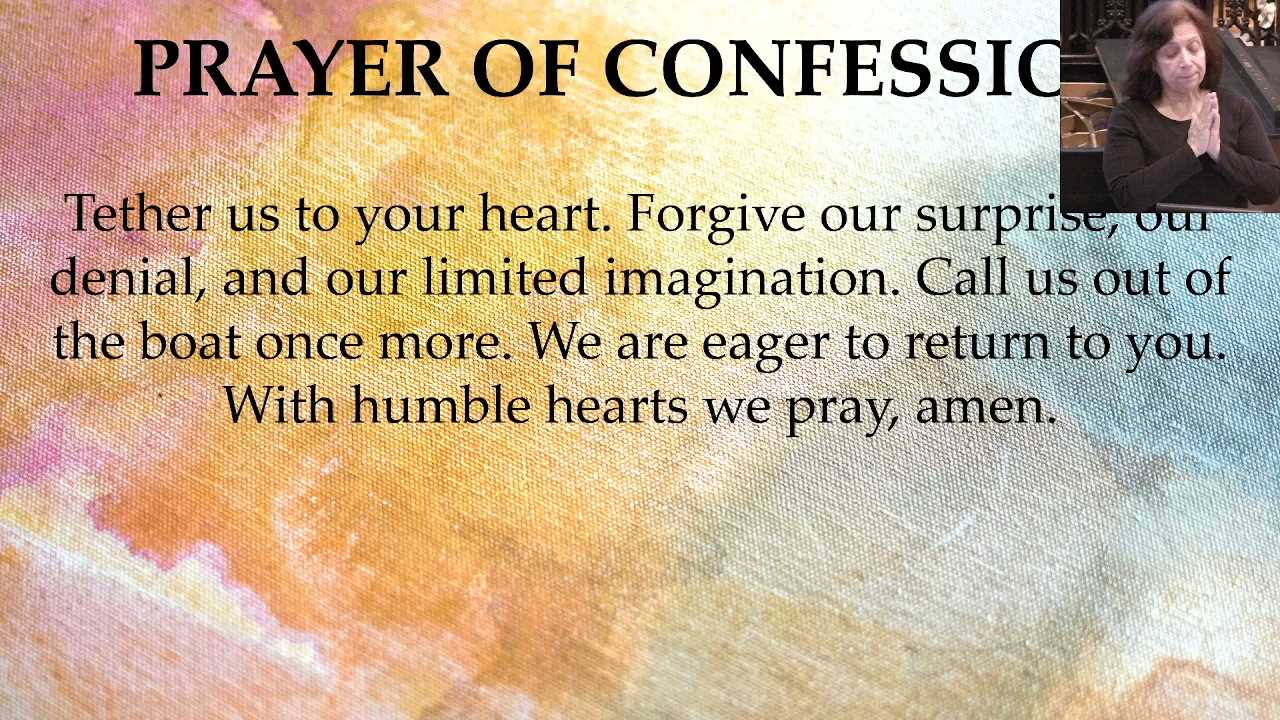 PRAYER OF CONFESSIO
Tether us to your heart. Forgive our surprise, our
denial, and our limited imagination. Call us out of
the boat once more. We are eager to return to you.
With humble hearts we pray, amen.